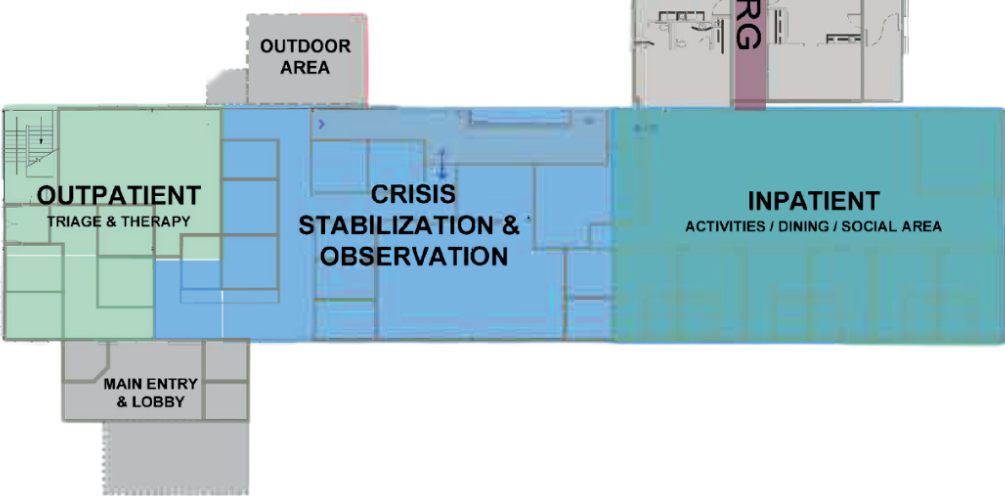 RG
OUTDOOR
AREA
OUTPATIENT
TRIAGE & THERAPY
CRISIS
STABILIZATION &
OBSERVATION
INPATIENT
ACTIVITIES / DINING / SOCIAL AREA
MAIN ENTRY
& LOBBY